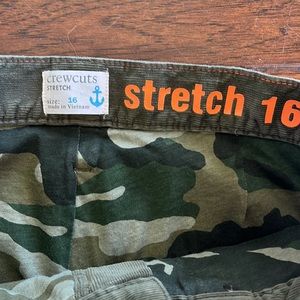 crewcuts
STRETCH
size: 16
made in Vietnam
stretch 16